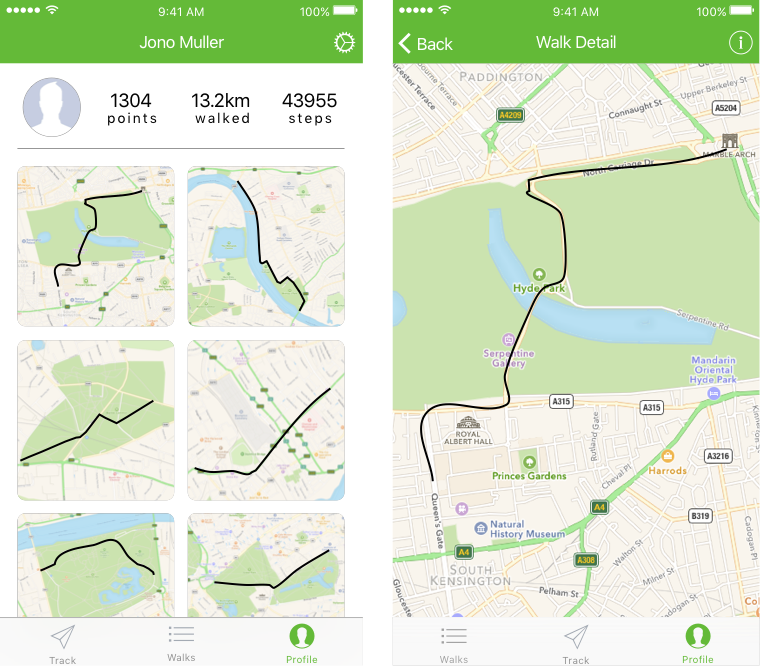 9:41 AM
100%
Jono Muller
1304
points
13.2km
walked
43955
steps
Track
Walks
Profile
9:41 AM
100%
Back
Walk Detail
PADDINGTON
Upper Berkeley St
Connaught St
A5204
A4209
MARBLE ARCH
North Carriage Dr
Hyde Park
Serpentine Rd
Serpentine
Gallery
Mandarin
Oriental
Hyde Park
A315
A315
ROYAL
ALBERT HALL
Rutland Gate
Princes Gardens
Harrods
A3216
Cheval Pl
Queen's Gate
A4
B319
Natural
History Museum
A4
A308
Walton St
Cadogan Pl
SOUTH
KENSINGTON
Milner St
Pelham St
Walks
Track
Profile